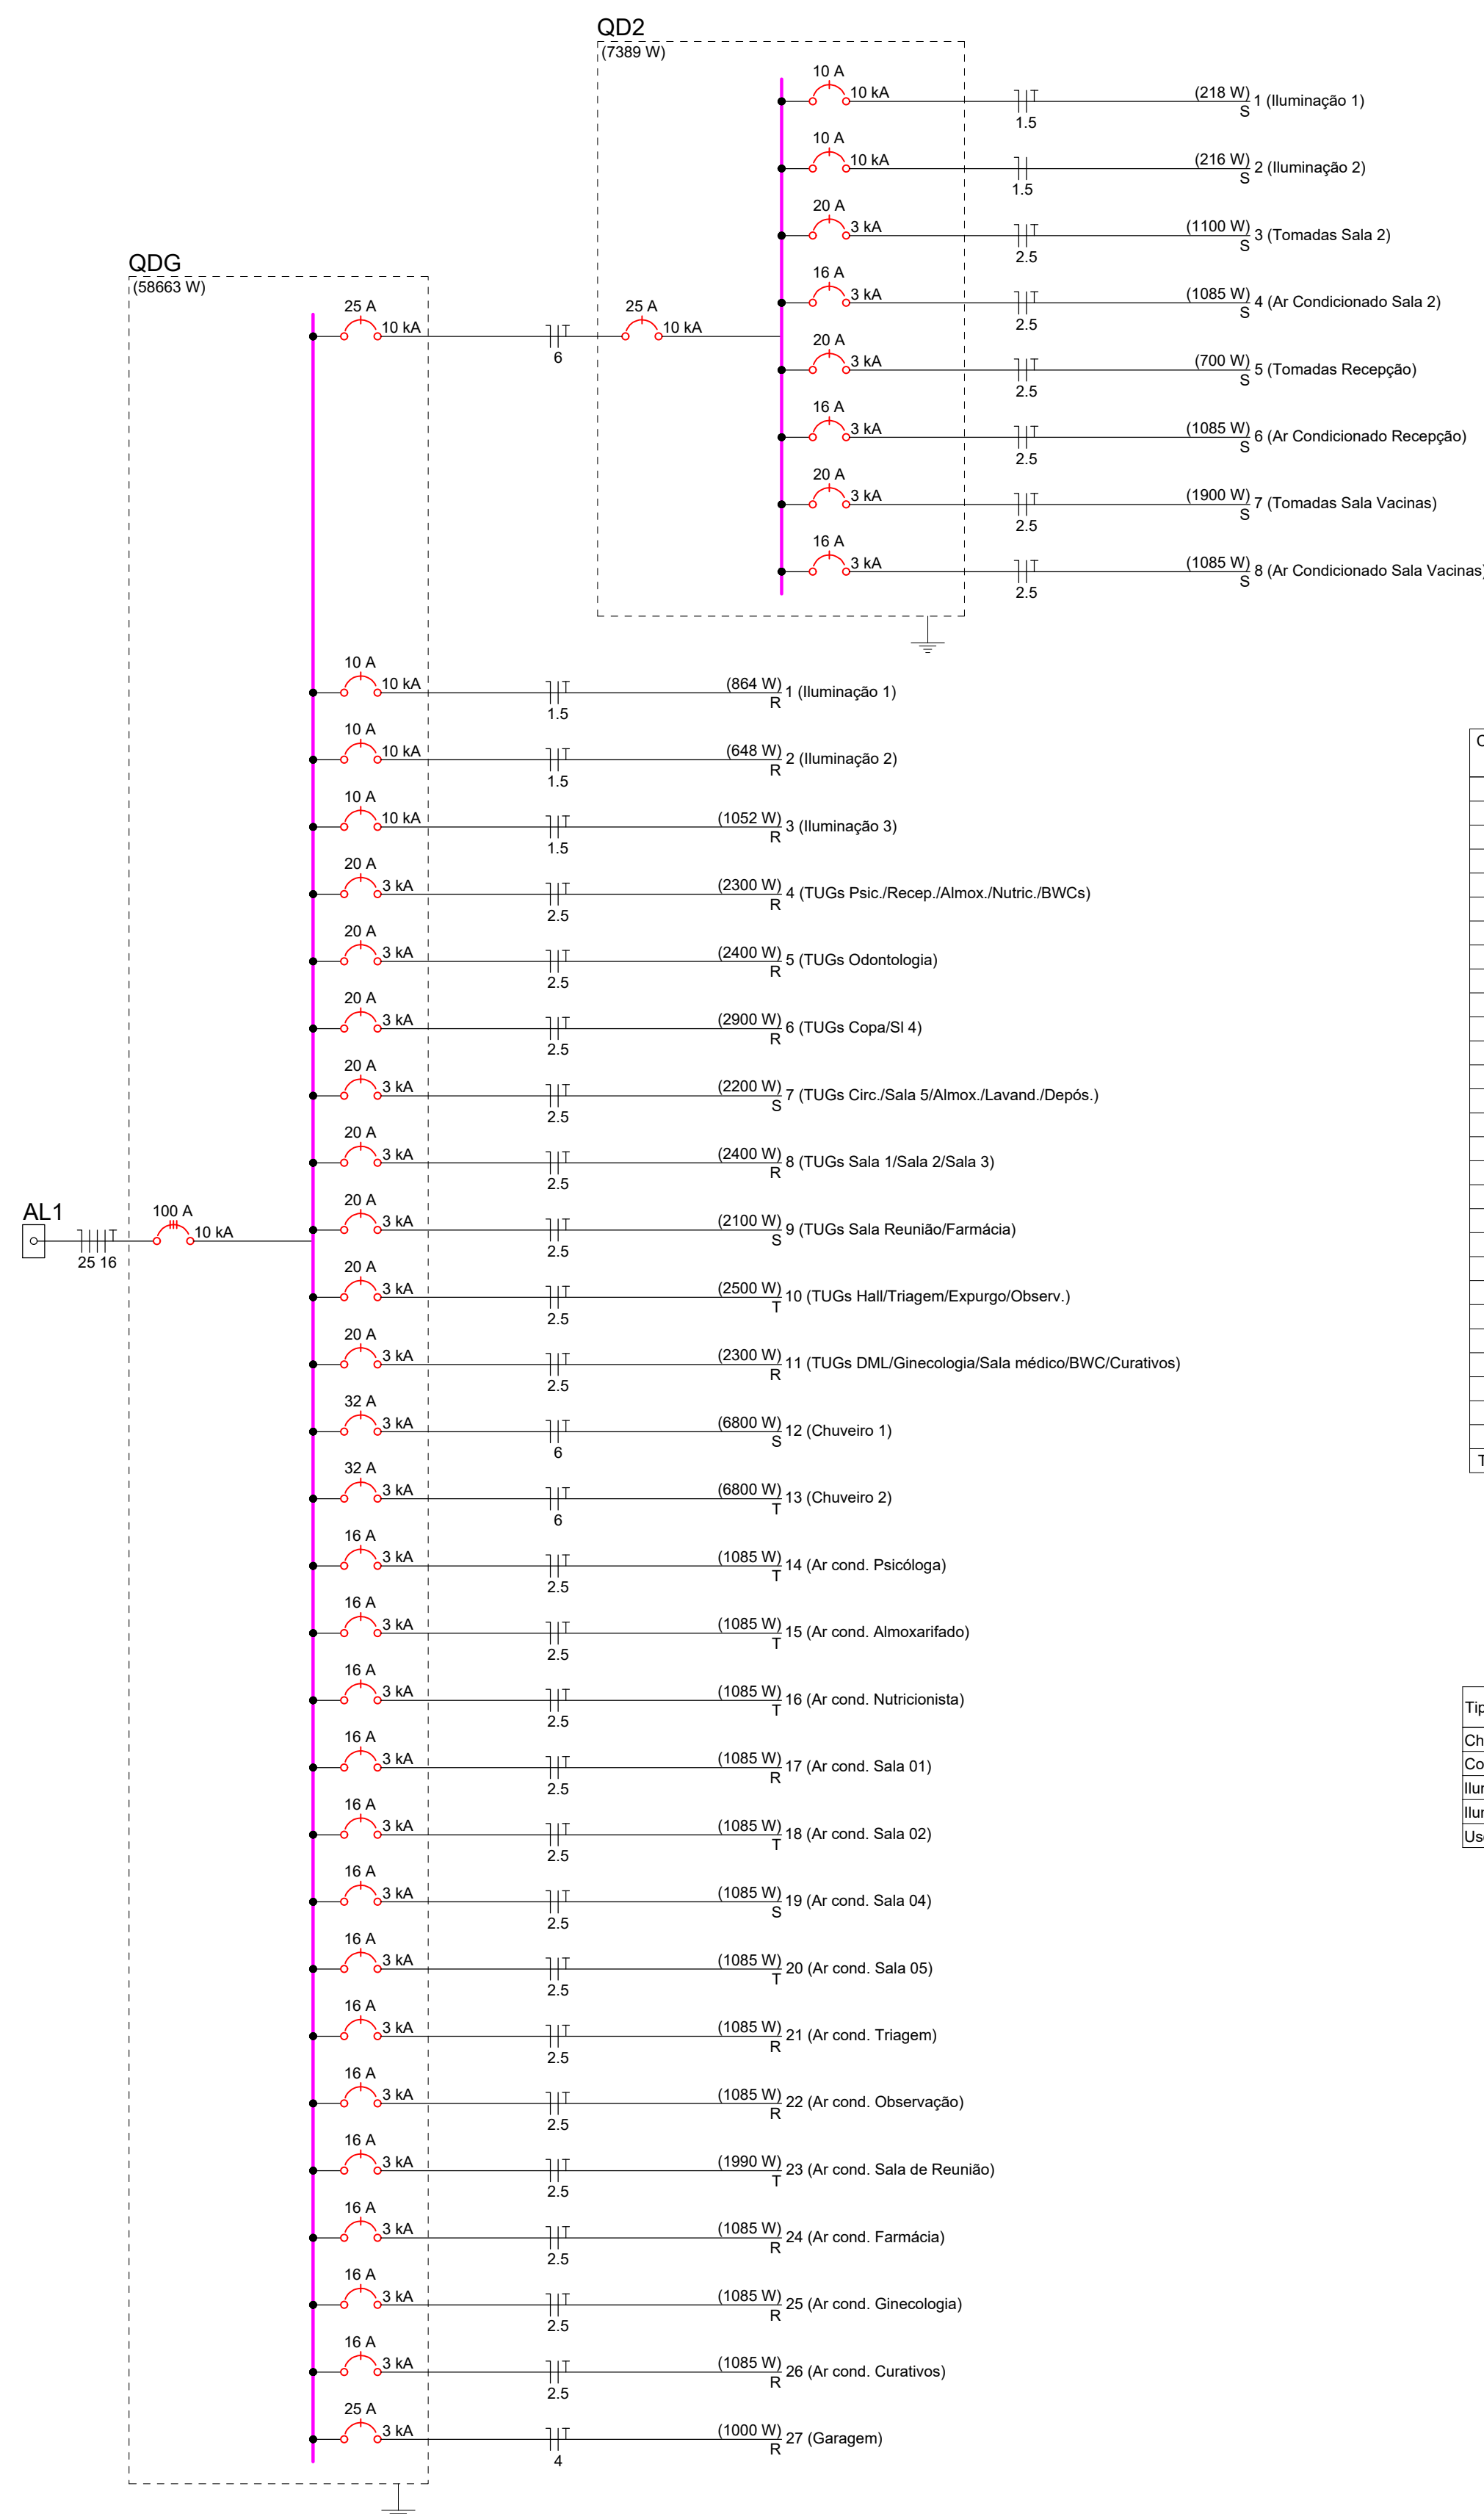 QD2
(7389 W)
10 A
10 kA
1.5
(218 W)
S
1 (Iluminação 1)
10 A
10 kA
1.5
(216 W)
S
2 (Iluminação 2)
20 A
3 kA
2.5
(1100 W)
S
3 (Tomadas Sala 2)
16 A
3 kA
2.5
(1085 W)
S
4 (Ar Condicionado Sala 2)
20 A
3 kA
2.5
(700 W)
S
5 (Tomadas Recepção)
16 A
3 kA
2.5
(1085 W)
S
6 (Ar Condicionado Recepção)
20 A
3 kA
2.5
(1900 W)
S
7 (Tomadas Sala Vacinas)
16 A
3 kA
2.5
(1085 W)
S
8 (Ar Condicionado Sala Vacinas)
QDG
(58663 W)
25 A
10 kA
6
25 A
10 kA
10 A
10 kA
1.5
(864 W)
R
1 (Iluminação 1)
10 A
10 kA
1.5
(648 W)
R
2 (Iluminação 2)
10 A
10 kA
1.5
(1052 W)
R
3 (Iluminação 3)
20 A
3 kA
2.5
(2300 W)
R
4 (TUGs Psic./Recep./Almox./Nutric./BWCs)
20 A
3 kA
2.5
(2400 W)
R
5 (TUGs Odontologia)
20 A
3 kA
2.5
(2900 W)
R
6 (TUGs Copa/Sl 4)
20 A
3 kA
2.5
(2200 W)
S
7 (TUGs Circ./Sala 5/Almox./Lavand./Depós.)
20 A
3 kA
2.5
(2400 W)
R
8 (TUGs Sala 1/Sala 2/Sala 3)
AL1
25 16
100 A
10 kA
20 A
3 kA
2.5
(2100 W)
S
9 (TUGs Sala Reunião/Farmácia)
20 A
3 kA
2.5
(2500 W)
T
10 (TUGs Hall/Triagem/Expurgo/Observ.)
20 A
3 kA
2.5
(2300 W)
R
11 (TUGs DML/Ginecologia/Sala médico/BWC/Curativos)
32 A
3 kA
6
(6800 W)
S
12 (Chuveiro 1)
32 A
3 kA
6
(6800 W)
T
13 (Chuveiro 2)
16 A
3 kA
2.5
(1085 W)
T
14 (Ar cond. Psicóloga)
16 A
3 kA
2.5
(1085 W)
T
15 (Ar cond. Almoxarifado)
16 A
3 kA
2.5
(1085 W)
T
16 (Ar cond. Nutricionista)
16 A
3 kA
2.5
(1085 W)
R
17 (Ar cond. Sala 01)
16 A
3 kA
2.5
(1085 W)
T
18 (Ar cond. Sala 02)
16 A
3 kA
2.5
(1085 W)
S
19 (Ar cond. Sala 04)
16 A
3 kA
2.5
(1085 W)
T
20 (Ar cond. Sala 05)
16 A
3 kA
2.5
(1085 W)
R
21 (Ar cond. Triagem)
16 A
3 kA
2.5
(1085 W)
R
22 (Ar cond. Observação)
16 A
3 kA
2.5
(1990 W)
T
23 (Ar cond. Sala de Reunião)
16 A
3 kA
2.5
(1085 W)
R
24 (Ar cond. Farmácia)
16 A
3 kA
2.5
(1085 W)
R
25 (Ar cond. Ginecologia)
16 A
3 kA
2.5
(1085 W)
R
26 (Ar cond. Curativos)
25 A
3 kA
4
(1000 W)
R
27 (Garagem)